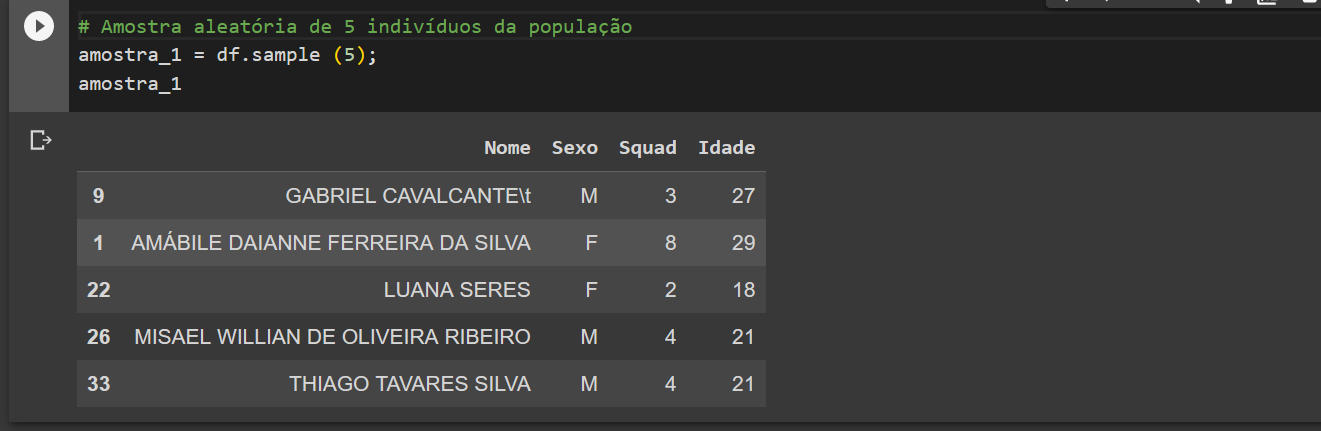 # Amostra aleatória de 5 indivíduos da população
amostra_1 = df.sample (5);
amostra_1
Nome Sexo Squad Idade
9 GABRIEL CAVALCANTE\t M 3 27
1 AMÁBILE DAIANNE FERREIRA DA SILVA F 8 29
22 LUANA SERES F 2 18
26 MISAEL WILLIAN DE OLIVEIRA RIBEIRO M 4 21
33 THIAGO TAVARES SILVA M 4 21